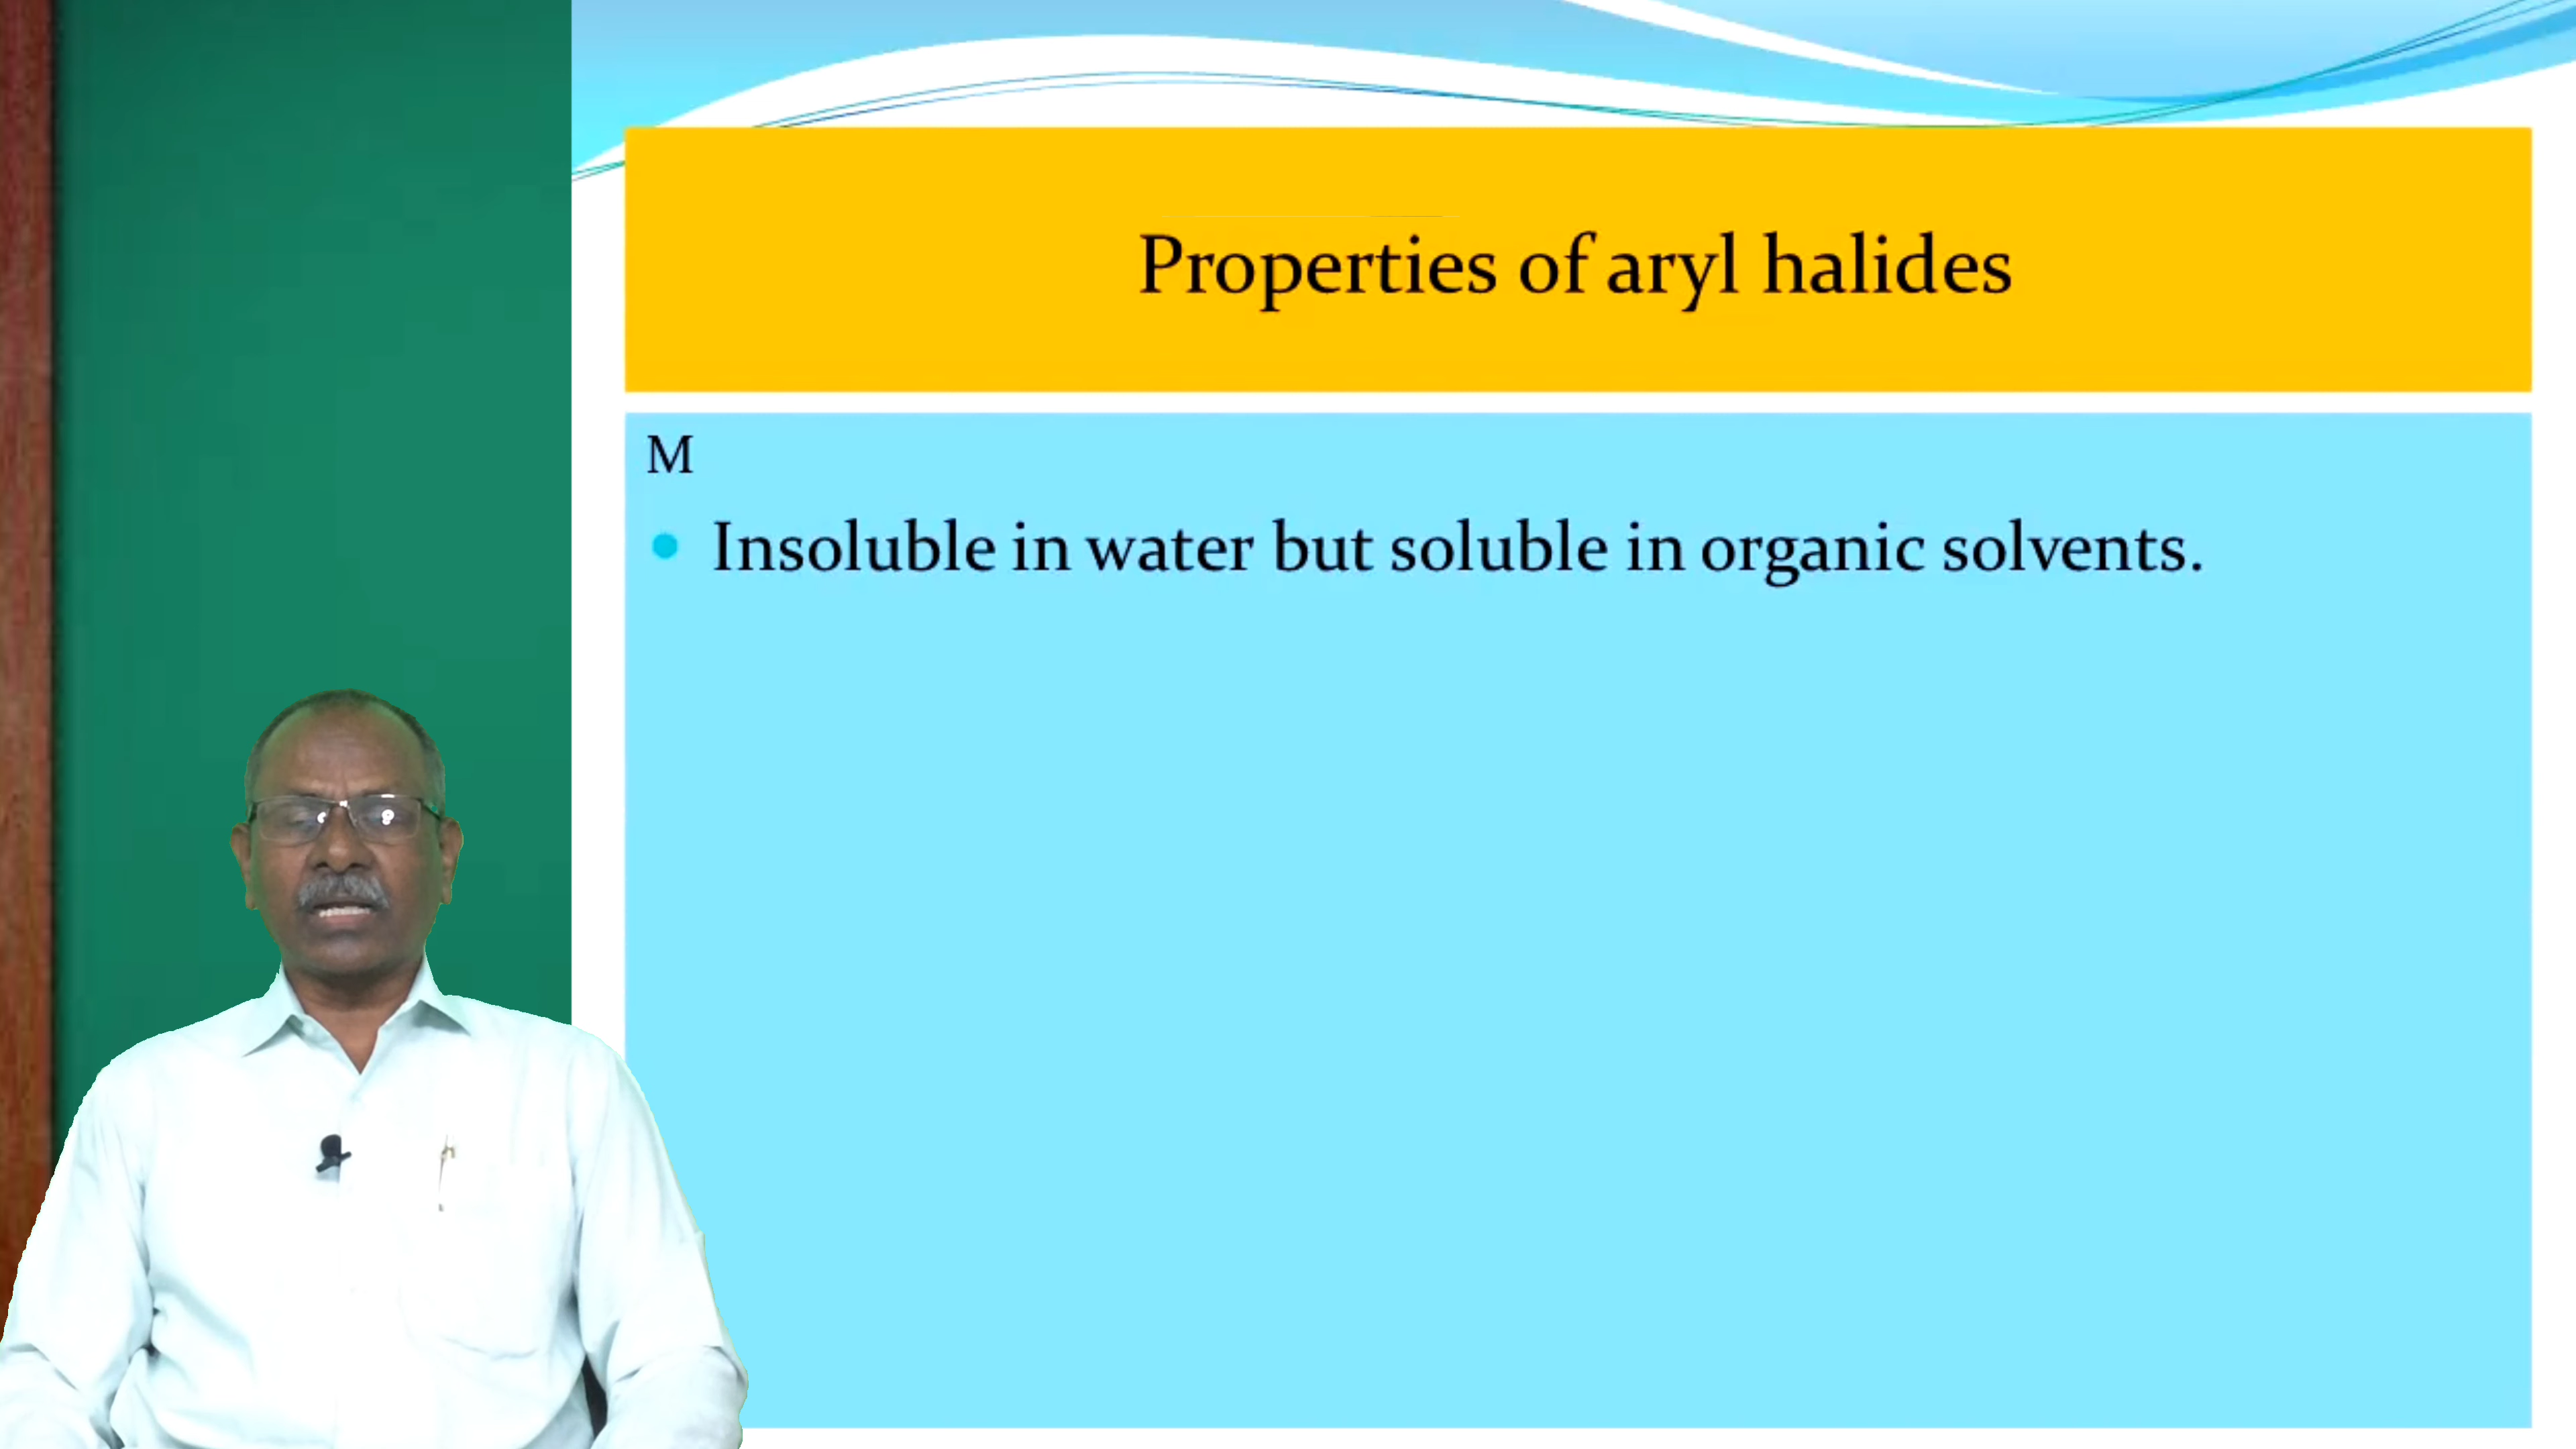 Properties of aryl halides
M
• Insoluble in water but soluble in organic solvents.